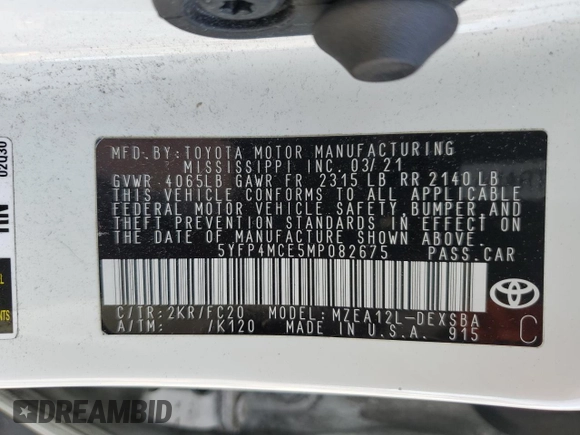 MFD.BY:TOYOTA MOTOR MANUFACTURING
MISSISSIPPI INC. 03/21
GVWR 4065LB GAWR FR 2315 LB RR 2140 LB
THIS VEHICLE CONFORMS TO ALL APPLICABLE
FEDERAL MOTOR VEHICLE SAFETY, BUMPER, AND
THEFT PREVENTION STANDARDS IN EFFECT ON
THE DATE OF MANUFACTURE SHOWN ABOVE.
5YFP4MCE5MP082675 PASS.CAR
C/TR:2KR/FC20 MODEL:MZEA12L-DEXSBA
A/TM: /K120 MADE IN U.S.A. 915
TOYOTA
C
02030
DREAMBID